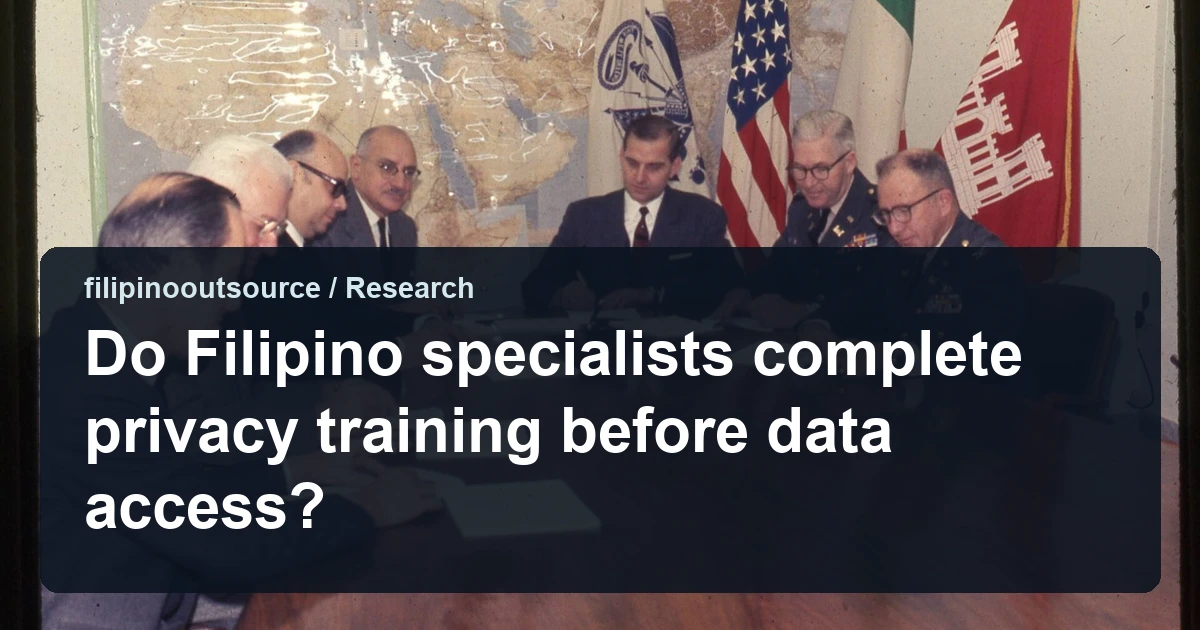 filipinooutsource / Research
Do Filipino specialists complete
privacy training before data
access?